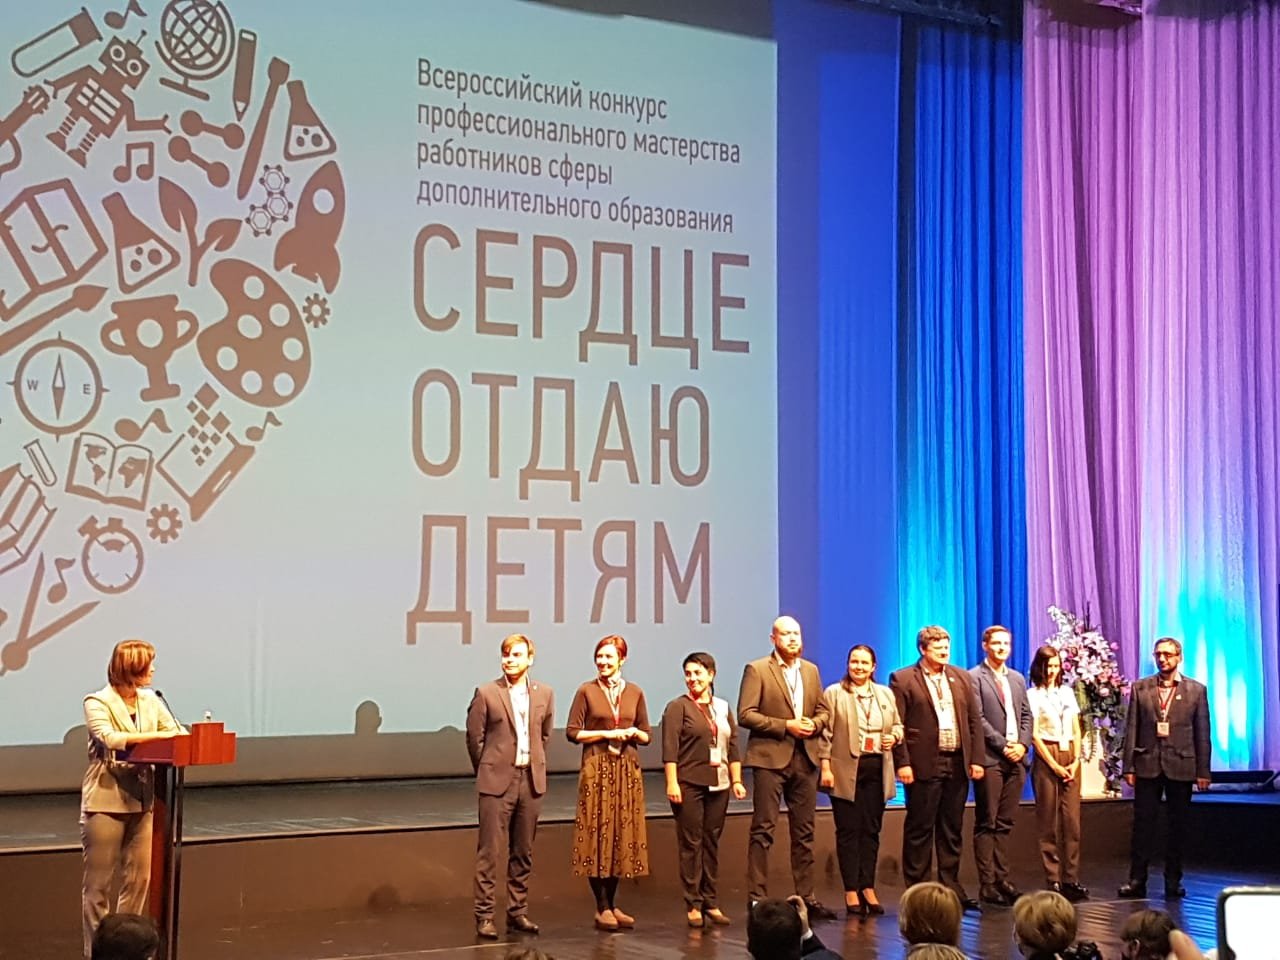 Всероссийский конкурс
профессионального мастерства
работников сферы
дополнительного образования
СЕРДЦЕ
ОТДАЮ
ДЕТЯМ
W E